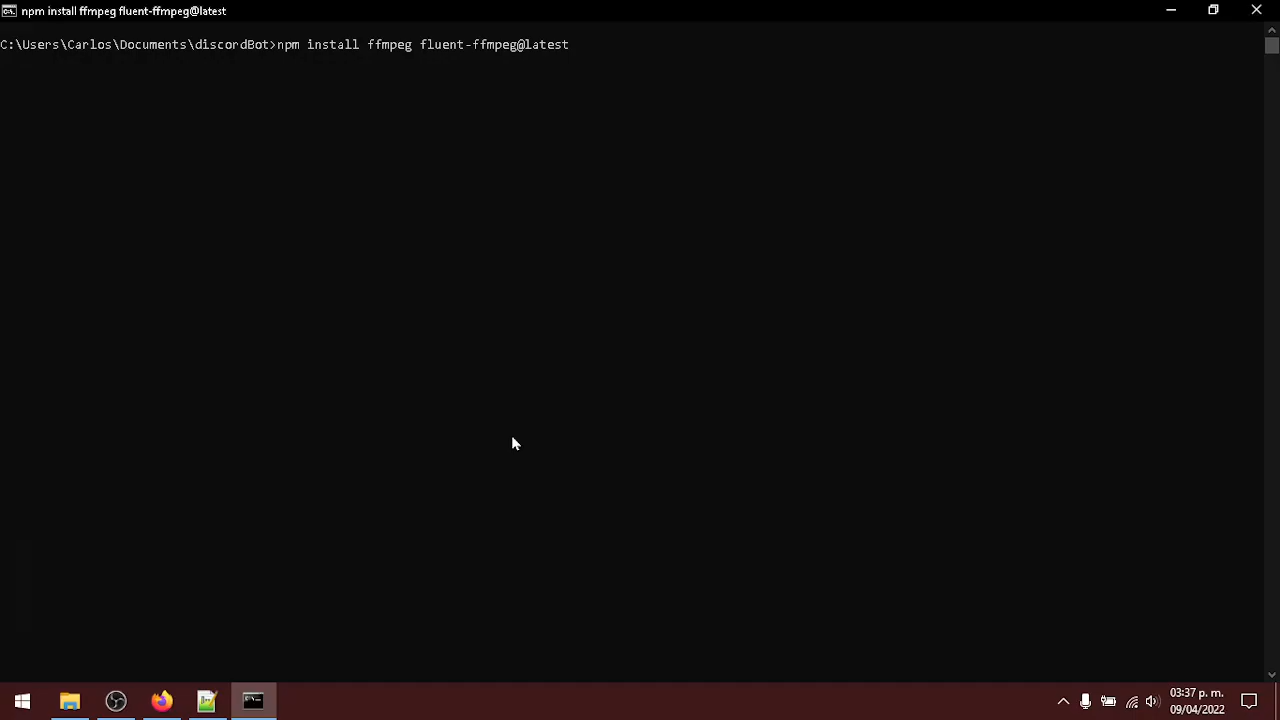 npm install ffmpeg fluent-ffmpeg@latest
C:\Users\Carlos\Documents\discordBot>npm install ffmpeg fluent-ffmpeg@latest
03:37 p. m.
09/04/2022